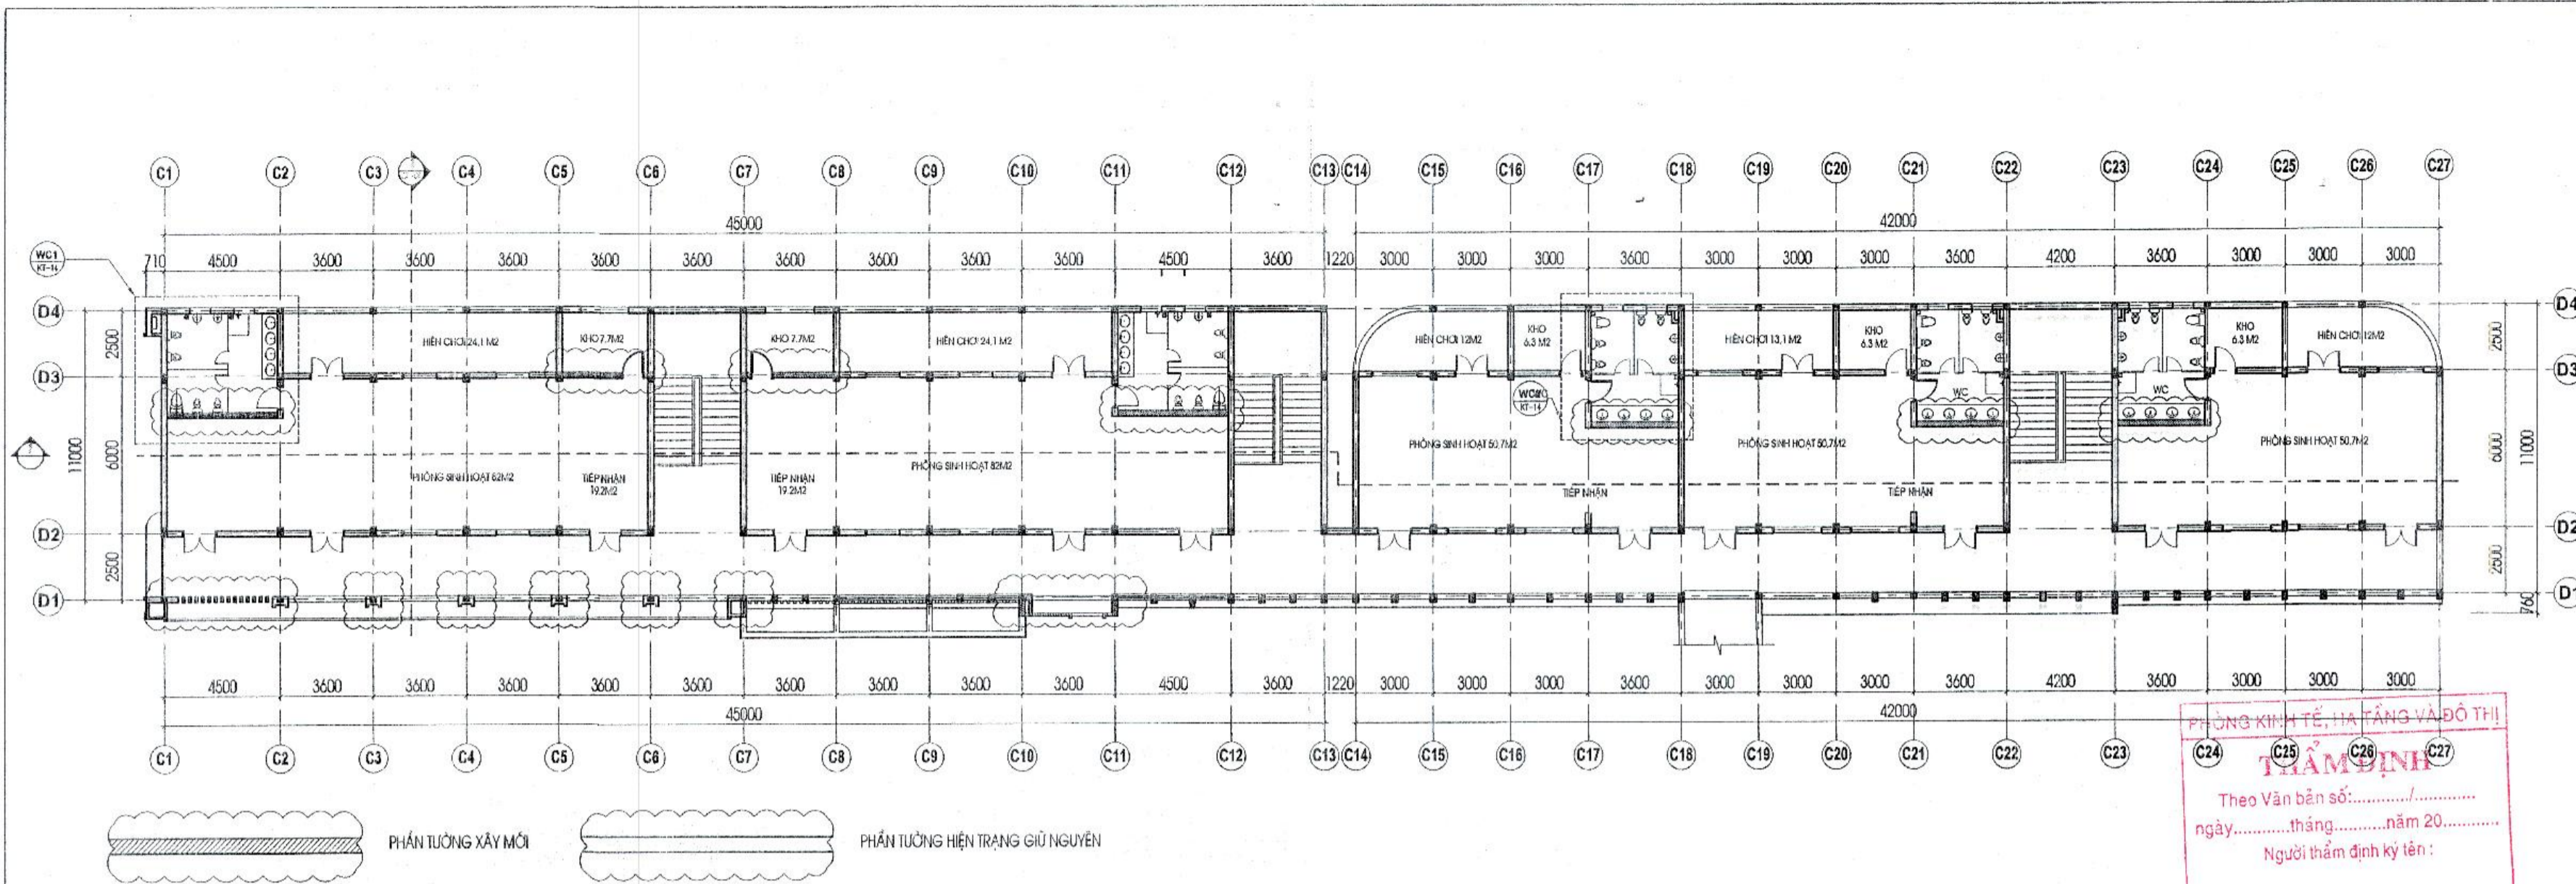 C1 C2 C3 C4 C5 C6 C7 C8 C9 C10 C11 C12 C13 C14 C15 C16 C17 C18 C19 C20 C21 C22 C23 C24 C25 C26 C27
45000 42000
WC1
KT-14
710 4500 3600 3600 3600 3600 3600 3600 3600 3600 3600 4500 3600 1220 3000 3000 3000 3600 3000 3000 3000 3600 4200 3600 3000 3000 3000
D4 D4
2500 2500
HIÊN CHƠI 24,1 M2
KHO 7.7M2
KHO 7.7M2
HIÊN CHƠI 24,1 M2
HIÊN CHƠI 12M2
KHO
6.3 M2
HIÊN CHƠI 13,1 M2
KHO
6.3 M2
KHO
6.3 M2
HIÊN CHƠI 12M2
D3 D3
KT-14
WC
WC
11000 6000 6000 11000
PHÒNG SINH HOẠT 82M2
TIẾP NHẬN
19.2M2
TIẾP NHẬN
19.2M2
PHÒNG SINH HOẠT 82M2
PHÒNG SINH HOẠT 50,7M2
TIẾP NHẬN
PHÒNG SINH HOẠT 50,7M2
TIẾP NHẬN
PHÒNG SINH HOẠT 50,7M2
D2 D2
2500 2500
D1 D1
760
4500 3600 3600 3600 3600 3600 3600 3600 3600 3600 4500 3600 1220 3000 3000 3000 3600 3000 3000 3000 3600 4200 3600 3000 3000 3000
45000 42000
C1 C2 C3 C4 C5 C6 C7 C8 C9 C10 C11 C12 C13 C14 C15 C16 C17 C18 C19 C20 C21 C22 C23 C24 C25 C26 C27
PHẦN TƯỜNG XÂY MỚI
PHẦN TƯỜNG HIỆN TRẠNG GIỮ NGUYÊN
PHÒNG KINH TẾ, HẠ TẦNG VÀ ĐÔ THỊ
THẨM ĐỊNH
Theo Văn bản số:............/.............
ngày............tháng...........năm 20............
Người thẩm định ký tên :